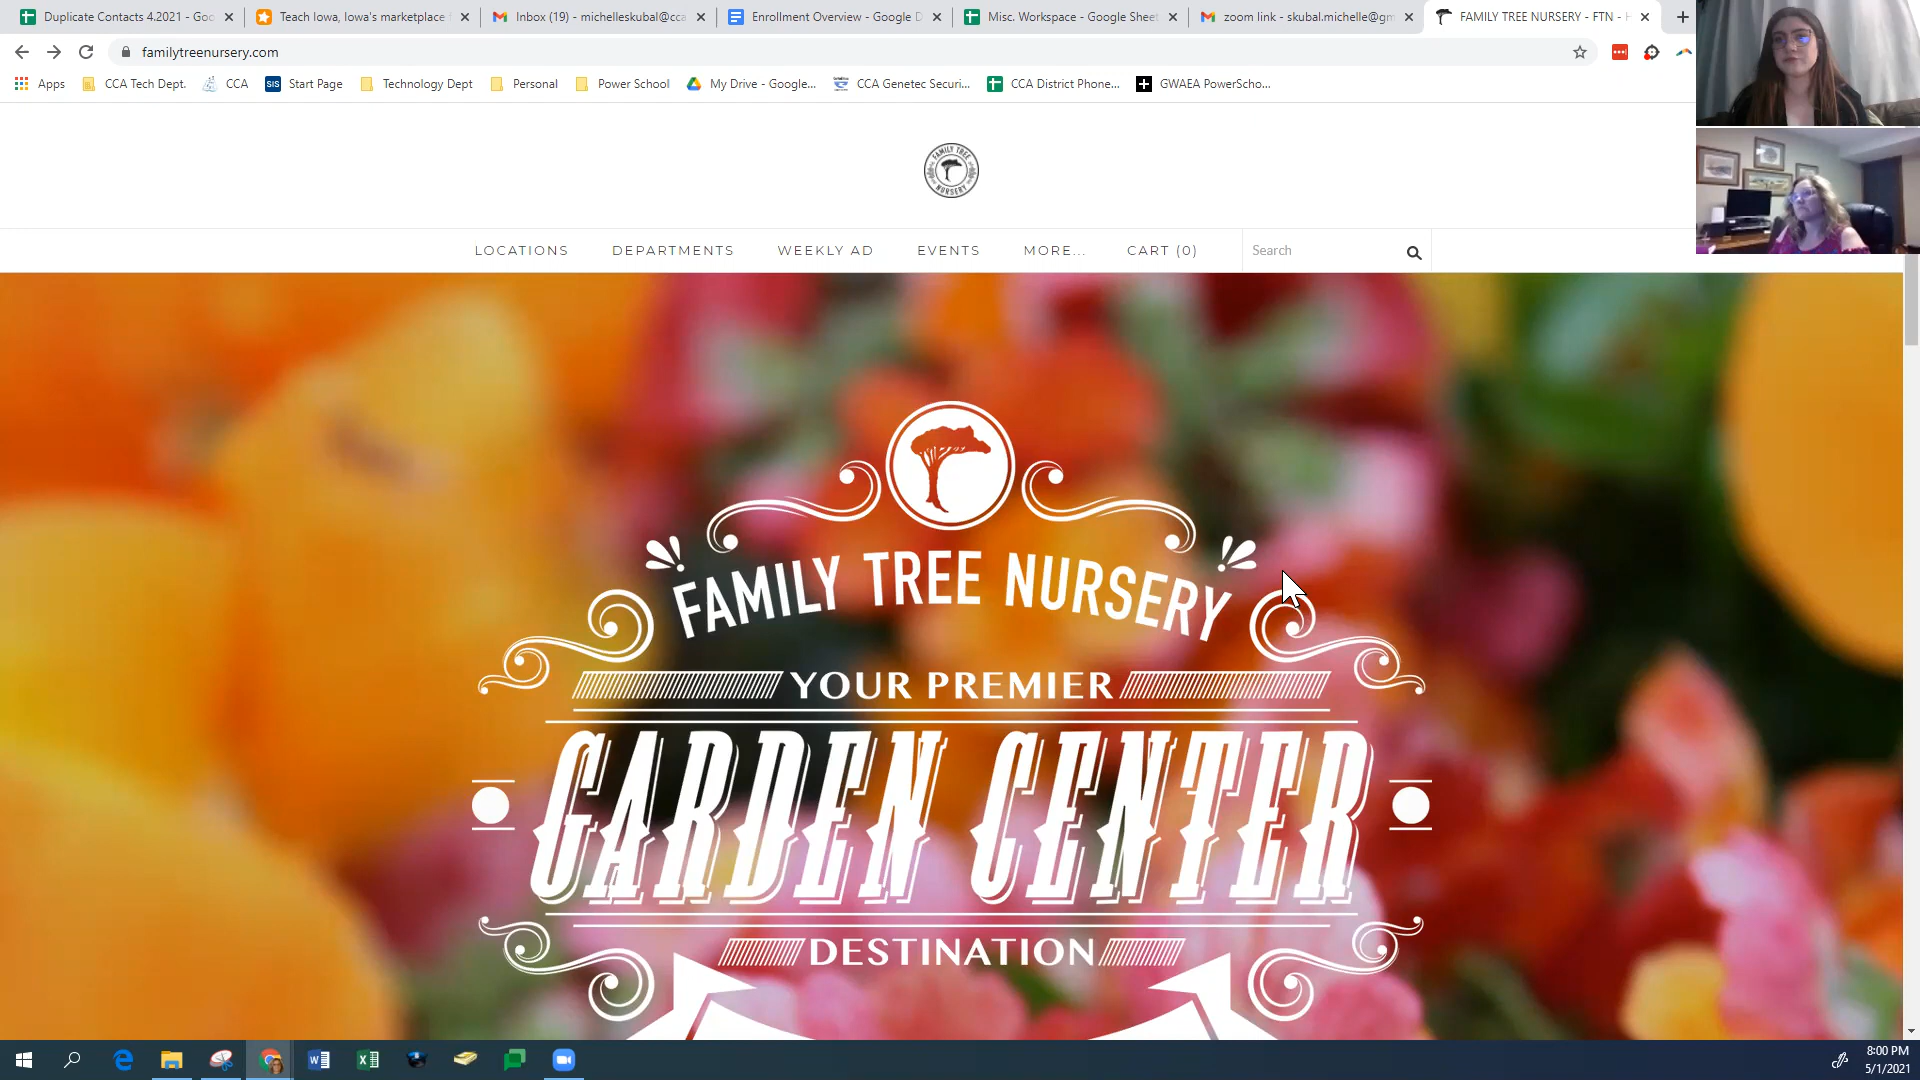 Duplicate Contacts 4.2021 - Goo
Teach Iowa, Iowa's marketplace f
Inbox (19) - michelleskubal@cca
Enrollment Overview - Google D
Misc. Workspace - Google Sheet
zoom link - skubal.michelle@gm
FAMILY TREE NURSERY - FTN - H
familytreenursery.com
Apps
CCA Tech Dept.
CCA
SIS
Start Page
Technology Dept
Personal
Power School
My Drive - Google...
CCA Genetec Securi...
CCA District Phone...
GWAEA PowerScho...
FAMILY TREE
NURSERY
LOCATIONS
DEPARTMENTS
WEEKLY AD
EVENTS
MORE...
CART (0)
Search
FAMILY TREE NURSERY
YOUR PREMIER
GARDEN CENTER
DESTINATION
8:00 PM
5/1/2021